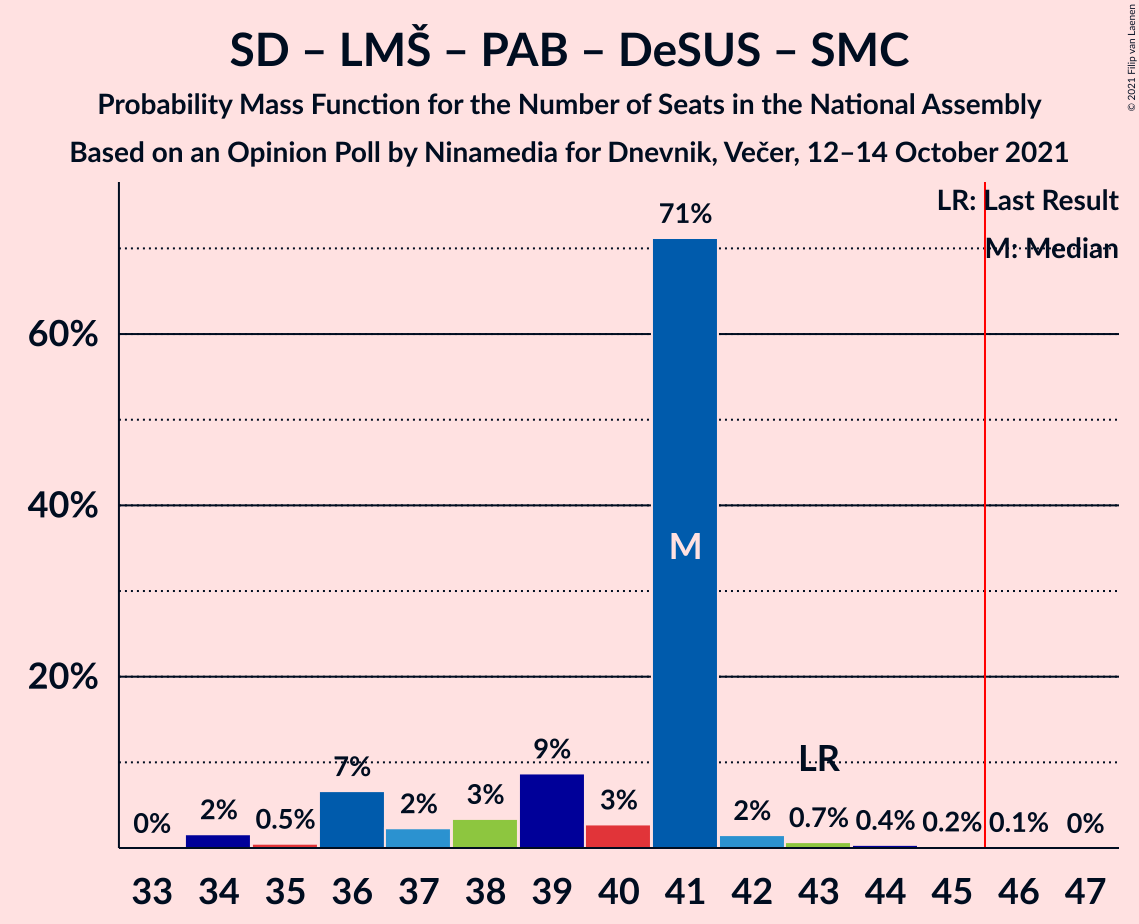 SD – LMŠ – PAB – DeSUS – SMC
Probability Mass Function for the Number of Seats in the National Assembly
Based on an Opinion Poll by Ninamedia for Dnevnik, Večer, 12–14 October 2021
© 2021 Filip van Laenen
LR: Last Result
M: Median
60%
40%
20%
0% 2% 0.5% 7% 2% 3% 9% 3% 71% 2% 0.7% 0.4% 0.2% 0.1% 0%
M
LR
33 34 35 36 37 38 39 40 41 42 43 44 45 46 47